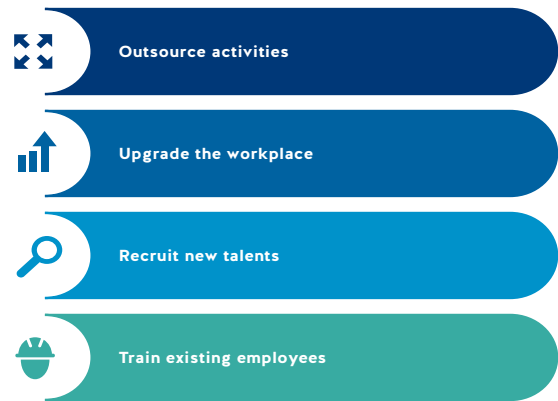 Outsource activities
Upgrade the workplace
Recruit new talents
Train existing employees